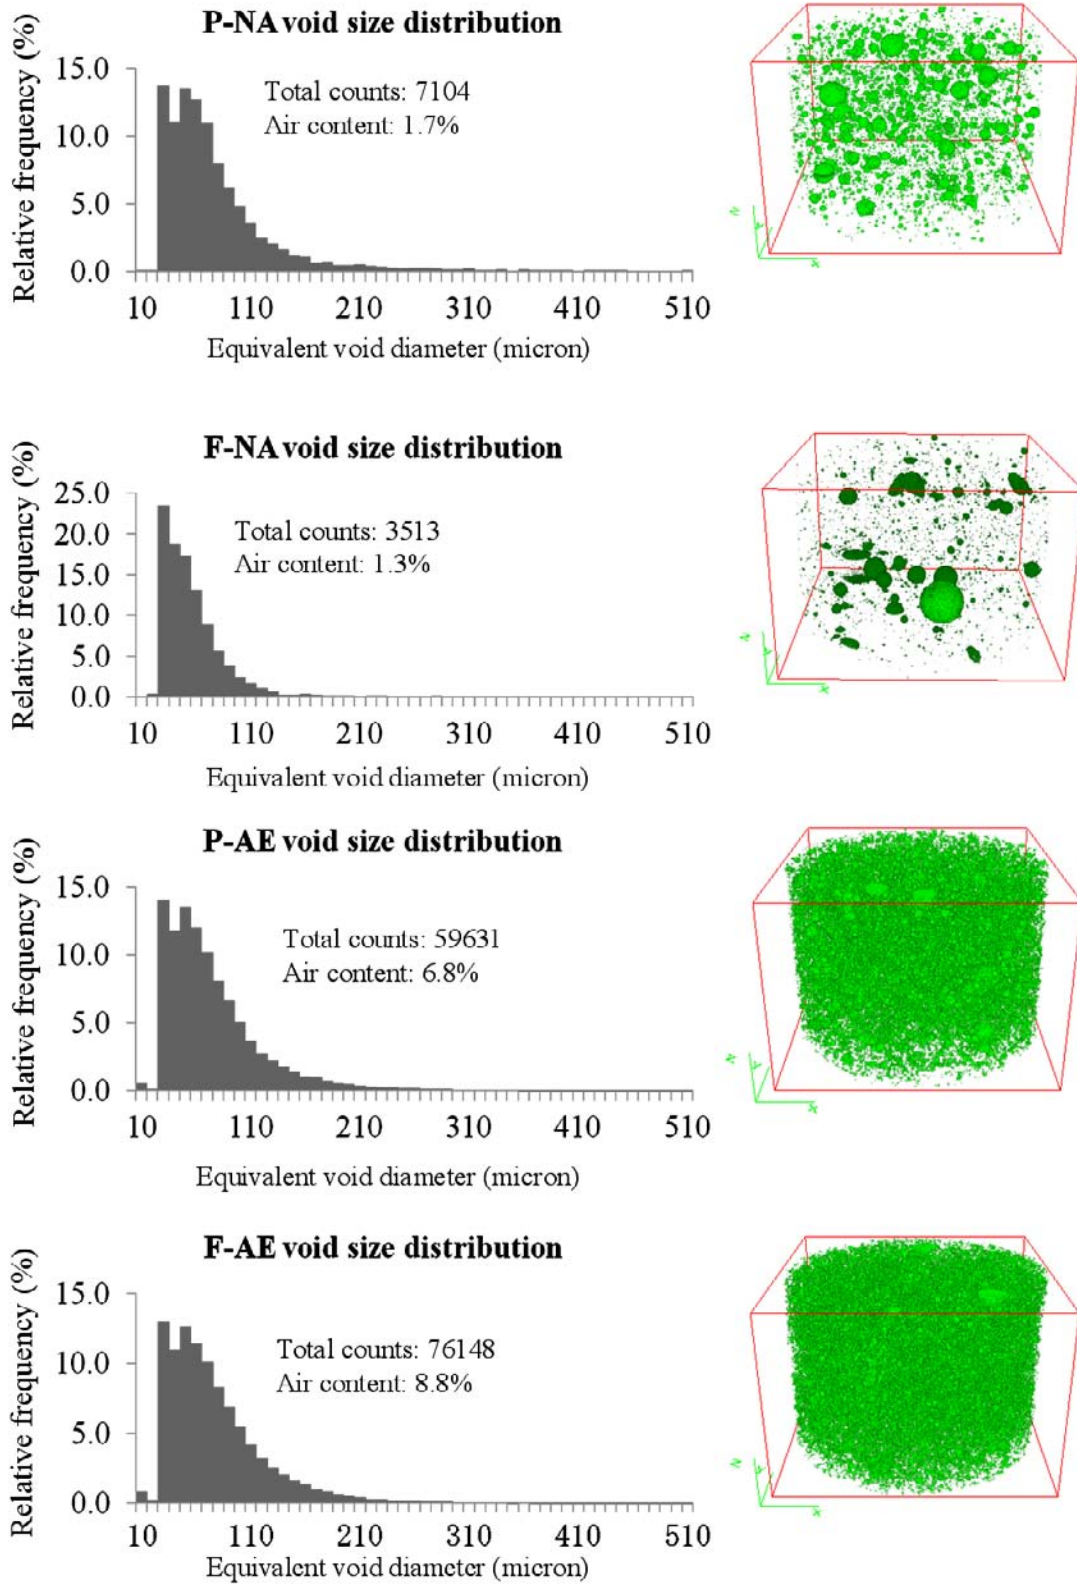 P-NA void size distribution
Relative frequency (%)
15.0
10.0
5.0
0.0
Total counts: 7104
Air content: 1.7%
10 110 210 310 410 510
Equivalent void diameter (micron)
F-NA void size distribution
Relative frequency (%)
25.0
20.0
15.0
10.0
5.0
0.0
Total counts: 3513
Air content: 1.3%
10 110 210 310 410 510
Equivalent void diameter (micron)
P-AE void size distribution
Relative frequency (%)
15.0
10.0
5.0
0.0
Total counts: 59631
Air content: 6.8%
10 110 210 310 410 510
Equivalent void diameter (micron)
F-AE void size distribution
Relative frequency (%)
15.0
10.0
5.0
0.0
Total counts: 76148
Air content: 8.8%
10 110 210 310 410 510
Equivalent void diameter (micron)